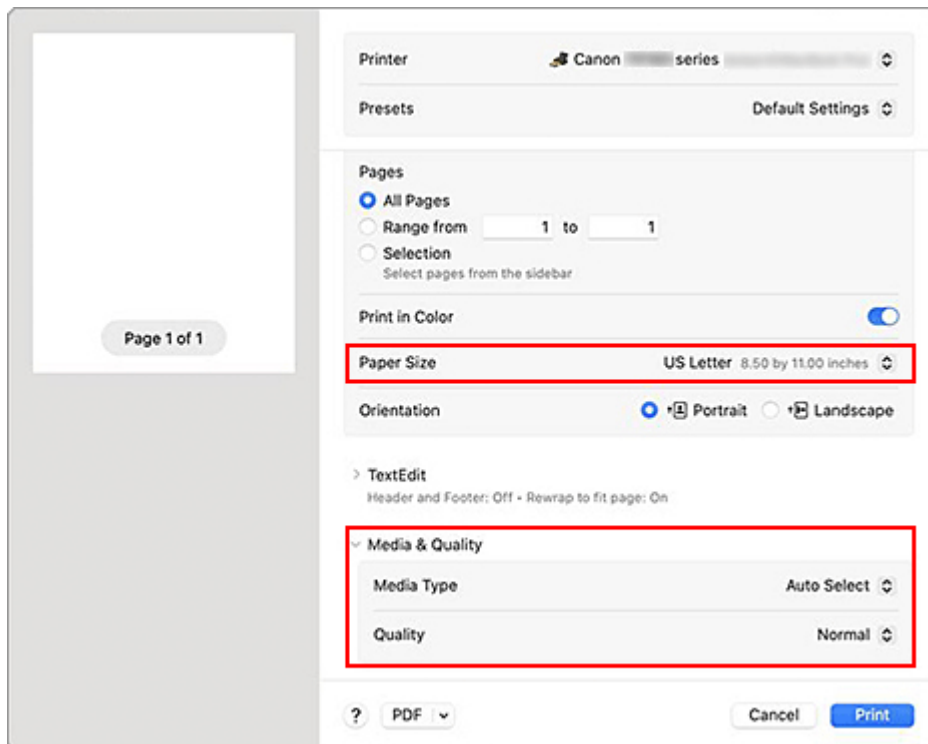 Printer Canon series
Presets Default Settings
Pages
All Pages
Range from 1 to 1
Selection
Select pages from the sidebar
Print in Color
Page 1 of 1
Paper Size US Letter 8.50 by 11.00 inches
Orientation Portrait Landscape
TextEdit
Header and Footer: Off • Rewrap to fit page: On
Media & Quality
Media Type Auto Select
Quality Normal
? PDF Cancel Print